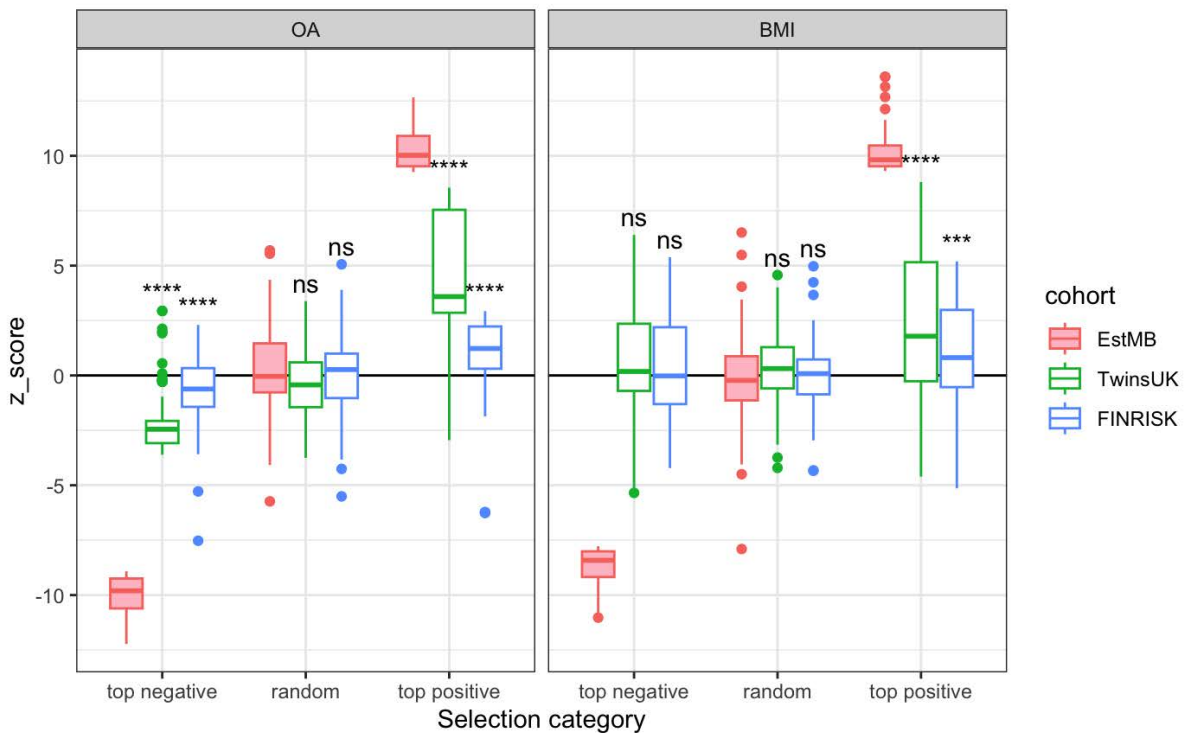 OA
BMI
z_score
10
5
0
-5
-10
****
****
ns
ns
****
****
ns
ns
ns
ns
****
***
top negative
random
top positive
top negative
random
top positive
Selection category
cohort
EstMB
TwinsUK
FINRISK